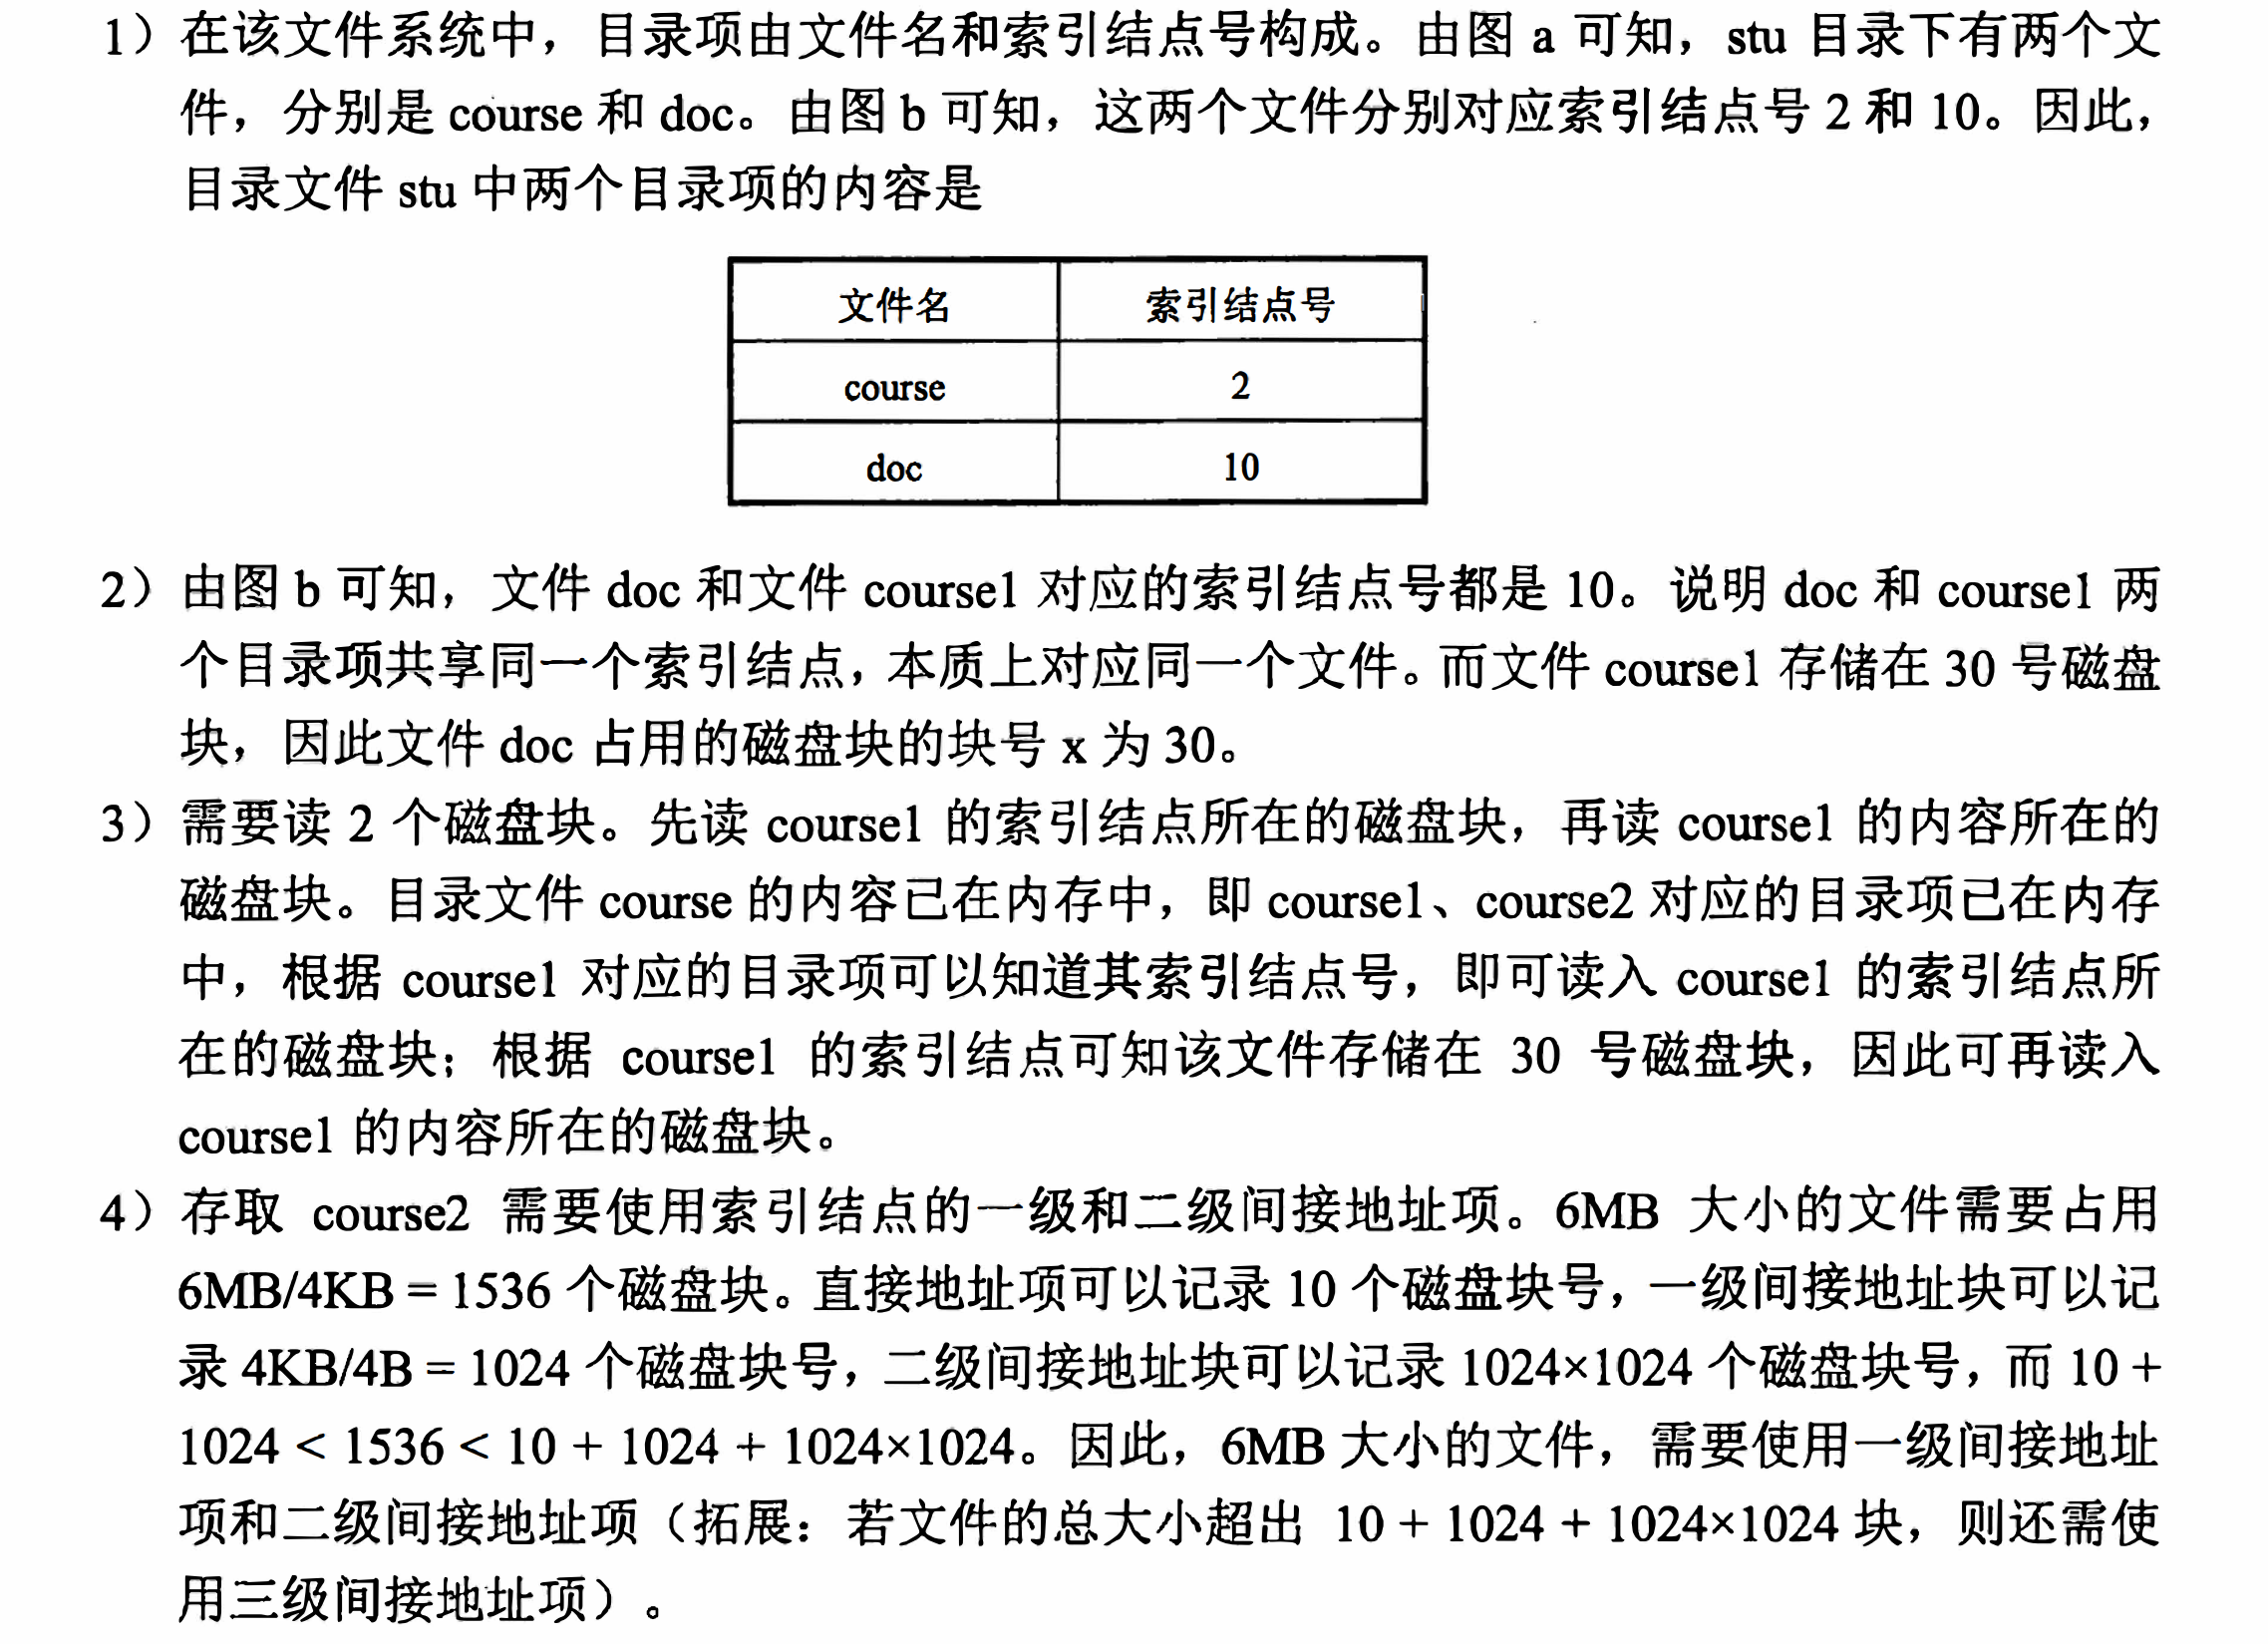 1）在该文件系统中，目录项由文件名和索引结点号构成。由图 a 可知，stu 目录下有两个文
件，分别是 course 和 doc。由图 b 可知，这两个文件分别对应索引结点号 2 和 10。因此，
目录文件 stu 中两个目录项的内容是
文件名 索引结点号
course 2
doc 10
2）由图 b 可知，文件 doc 和文件 course1 对应的索引结点号都是 10。说明 doc 和 course1 两
个目录项共享同一个索引结点，本质上对应同一个文件。而文件 course1 存储在 30 号磁盘
块，因此文件 doc 占用的磁盘块的块号 x 为 30。
3）需要读 2 个磁盘块。先读 course1 的索引结点所在的磁盘块，再读 course1 的内容所在的
磁盘块。目录文件 course 的内容已在内存中，即 course1、course2 对应的目录项已在内存
中，根据 course1 对应的目录项可以知道其索引结点号，即可读入 course1 的索引结点所
在的磁盘块；根据 course1 的索引结点可知该文件存储在 30 号磁盘块，因此可再读入
course1 的内容所在的磁盘块。
4）存取 course2 需要使用索引结点的一级和二级间接地址项。6MB 大小的文件需要占用
6MB/4KB = 1536 个磁盘块。直接地址项可以记录 10 个磁盘块号，一级间接地址块可以记
录 4KB/4B = 1024 个磁盘块号，二级间接地址块可以记录 1024×1024 个磁盘块号，而 10 +
1024 < 1536 < 10 + 1024 + 1024×1024。因此，6MB 大小的文件，需要使用一级间接地址
项和二级间接地址项（拓展：若文件的总大小超出 10 + 1024 + 1024×1024 块，则还需使
用三级间接地址项）。